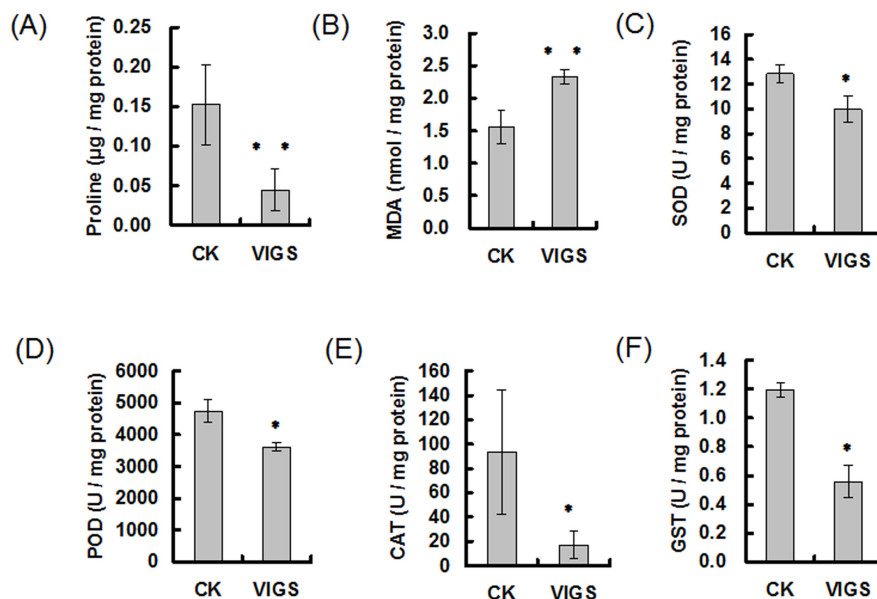 (A)
Proline (µg / mg protein)
0.25
0.20
0.15
0.10
0.05
0.00
* *
CK VIGS
(B)
MDA (nmol / mg protein)
3.0
2.5
2.0
1.5
1.0
0.5
0.0
* *
CK VIGS
(C)
SOD (U / mg protein)
16
14
12
10
8
6
4
2
0
*
CK VIGS
(D)
POD (U / mg protein)
6000
5000
4000
3000
2000
1000
0
*
CK VIGS
(E)
CAT (U / mg protein)
160
140
120
100
80
60
40
20
0
*
CK VIGS
(F)
GST (U / mg protein)
1.4
1.2
1.0
0.8
0.6
0.4
0.2
0.0
*
CK VIGS